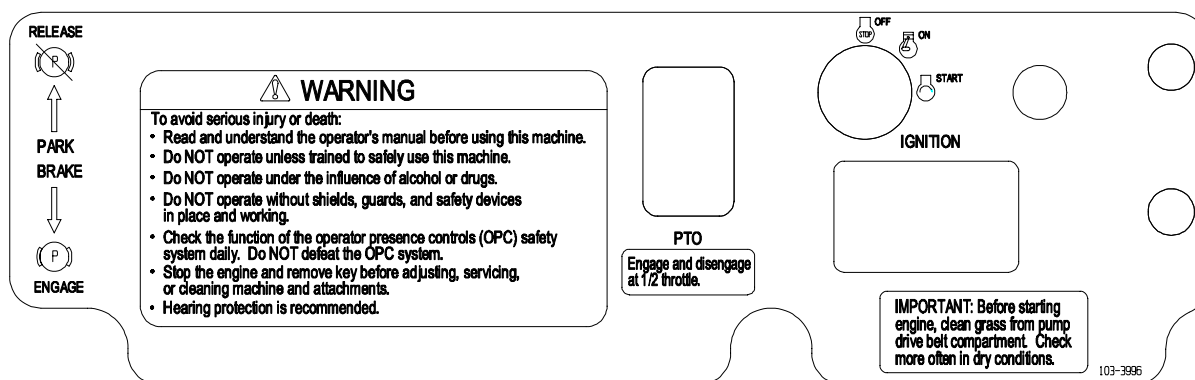 RELEASE
P
PARK
BRAKE
P
ENGAGE
WARNING
To avoid serious injury or death:
• Read and understand the operator's manual before using this machine.
• Do NOT operate unless trained to safely use this machine.
• Do NOT operate under the influence of alcohol or drugs.
• Do NOT operate without shields, guards, and safety devices
in place and working.
• Check the function of the operator presence controls (OPC) safety
system daily.  Do NOT defeat the OPC system.
• Stop the engine and remove key before adjusting, servicing,
or cleaning machine and attachments.
• Hearing protection is recommended.
PTO
Engage and disengage
at 1/2 throttle.
OFF
STOP
ON
START
IGNITION
IMPORTANT: Before starting
engine, clean grass from pump
drive belt compartment.  Check
more often in dry conditions.
103-3996